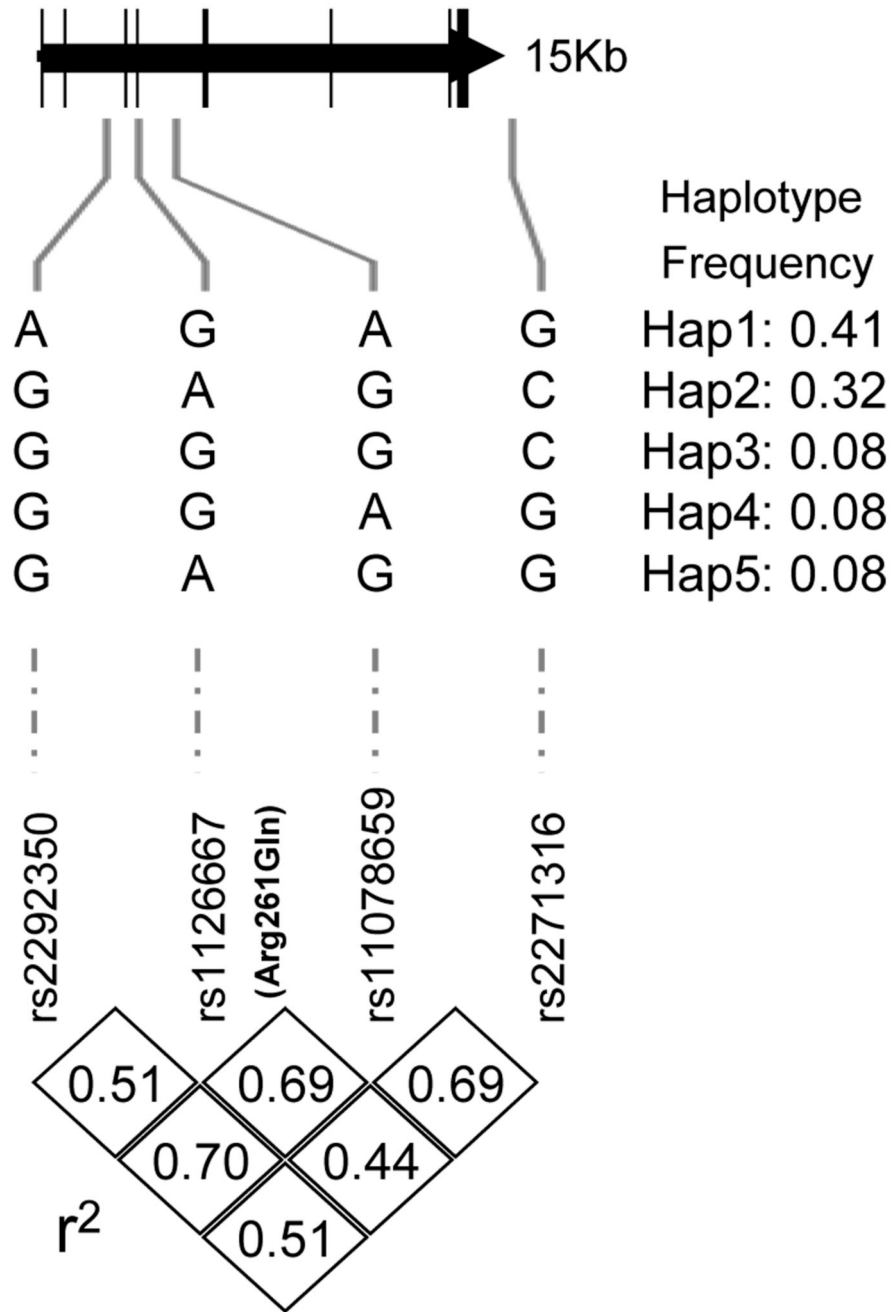 15Kb
Haplotype
Frequency
A G A G Hap1: 0.41
G A G C Hap2: 0.32
G G G C Hap3: 0.08
G G A G Hap4: 0.08
G A G G Hap5: 0.08
rs2292350
rs1126667
(Arg261Gln)
rs11078659
rs2271316
0.51 0.69 0.69
0.70 0.44
0.51
r²